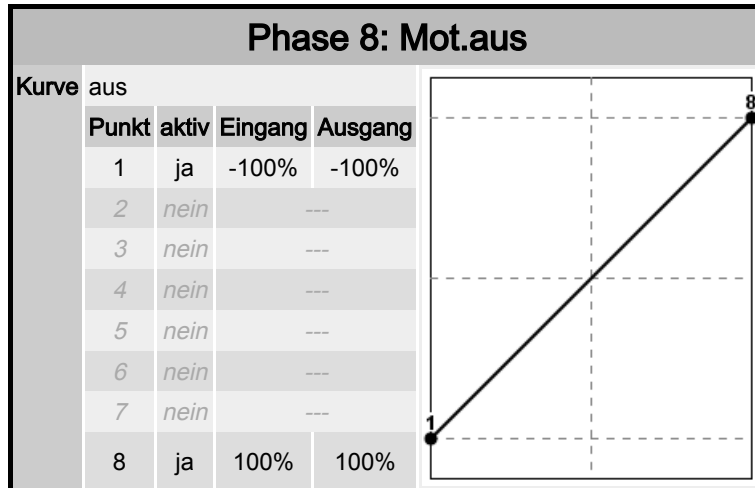 Phase 8: Mot.aus
Kurve aus
Punkt aktiv Eingang Ausgang
1 ja -100% -100%
2 nein ---
3 nein ---
4 nein ---
5 nein ---
6 nein ---
7 nein ---
8 ja 100% 100%
8
1